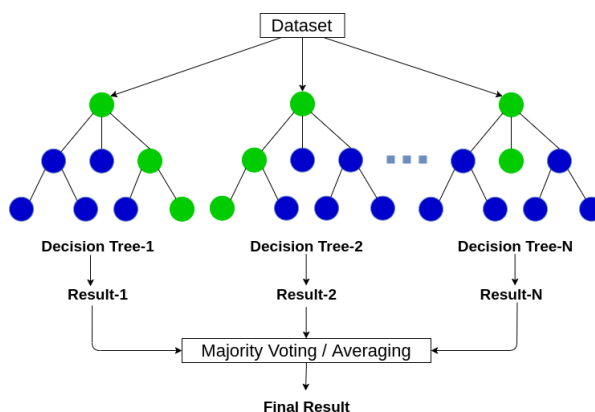 Dataset
Decision Tree-1 Decision Tree-2 Decision Tree-N
Result-1 Result-2 Result-N
Majority Voting / Averaging
Final Result